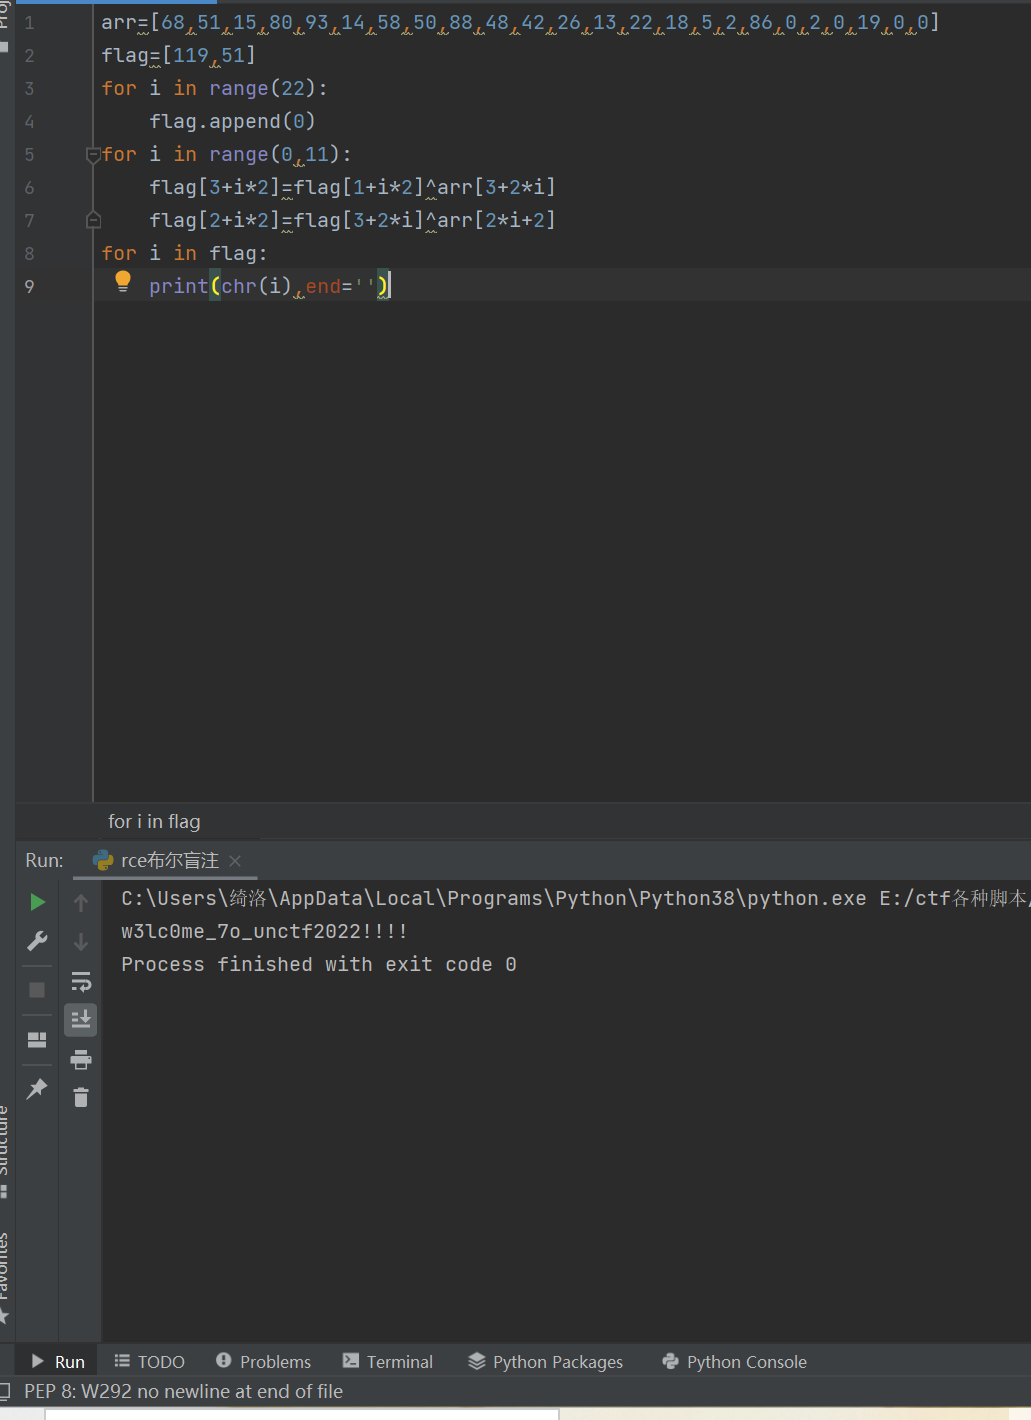 Proj
1 arr=[68,51,15,80,93,14,58,50,88,48,42,26,13,22,18,5,2,86,0,2,0,19,0,0]
2 flag=[119,51]
3 for i in range(22):
4     flag.append(0)
5 for i in range(0,11):
6     flag[3+i*2]=flag[1+i*2]^arr[3+2*i]
7     flag[2+i*2]=flag[3+2*i]^arr[2*i+2]
8 for i in flag:
9     print(chr(i),end='')
for i in flag
Run: rce布尔盲注
C:\Users\绮洛\AppData\Local\Programs\Python\Python38\python.exe E:/ctf各种脚本/
w3lc0me_7o_unctf2022!!!!
Process finished with exit code 0
Structure
Favorites
Run TODO Problems Terminal Python Packages Python Console
PEP 8: W292 no newline at end of file